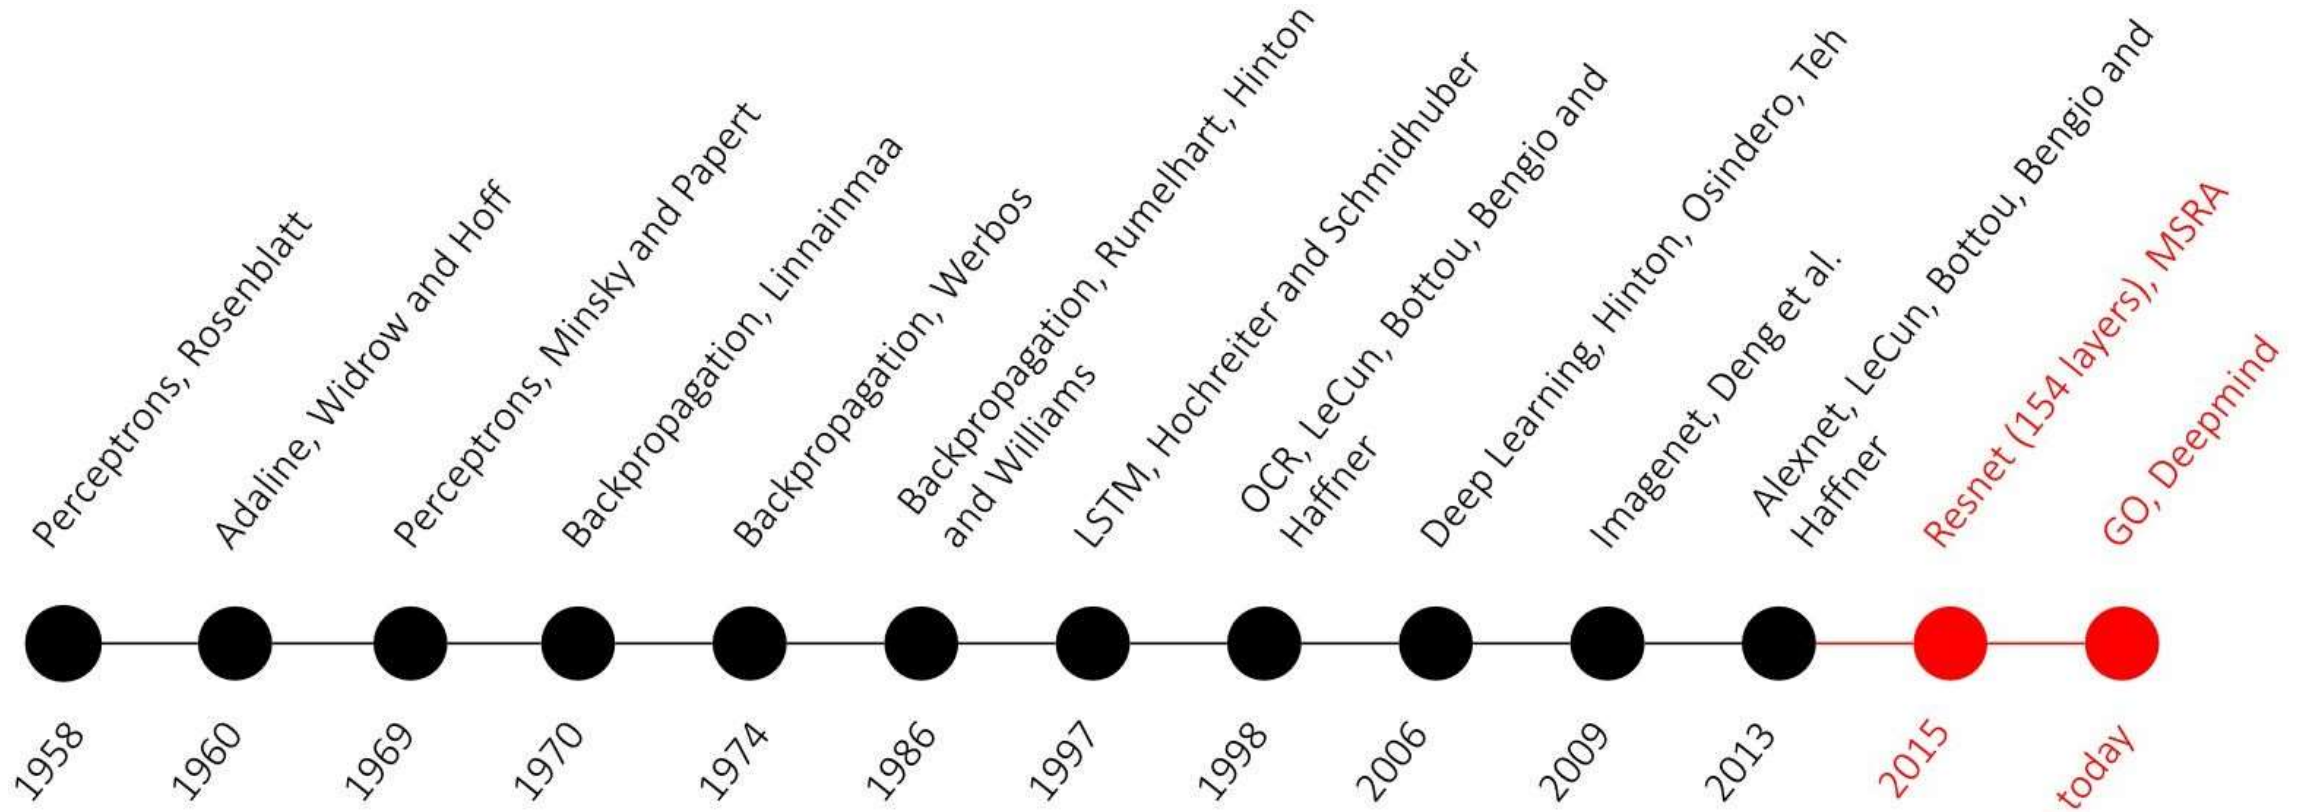 Perceptrons, Rosenblatt
Adaline, Widrow and Hoff
Perceptrons, Minsky and Papert
Backpropagation, Linnainmaa
Backpropagation, Werbos
Backpropagation, Rumelhart, Hinton
and Williams
LSTM, Hochreiter and Schmidhuber
OCR, LeCun, Bottou, Bengio and
Haffner
Deep Learning, Hinton, Osindero, Teh
Imagenet, Deng et al.
Alexnet, LeCun, Bottou, Bengio and
Haffner
Resnet (154 layers), MSRA
GO, Deepmind
1958
1960
1969
1970
1974
1986
1997
1998
2006
2009
2013
2015
today